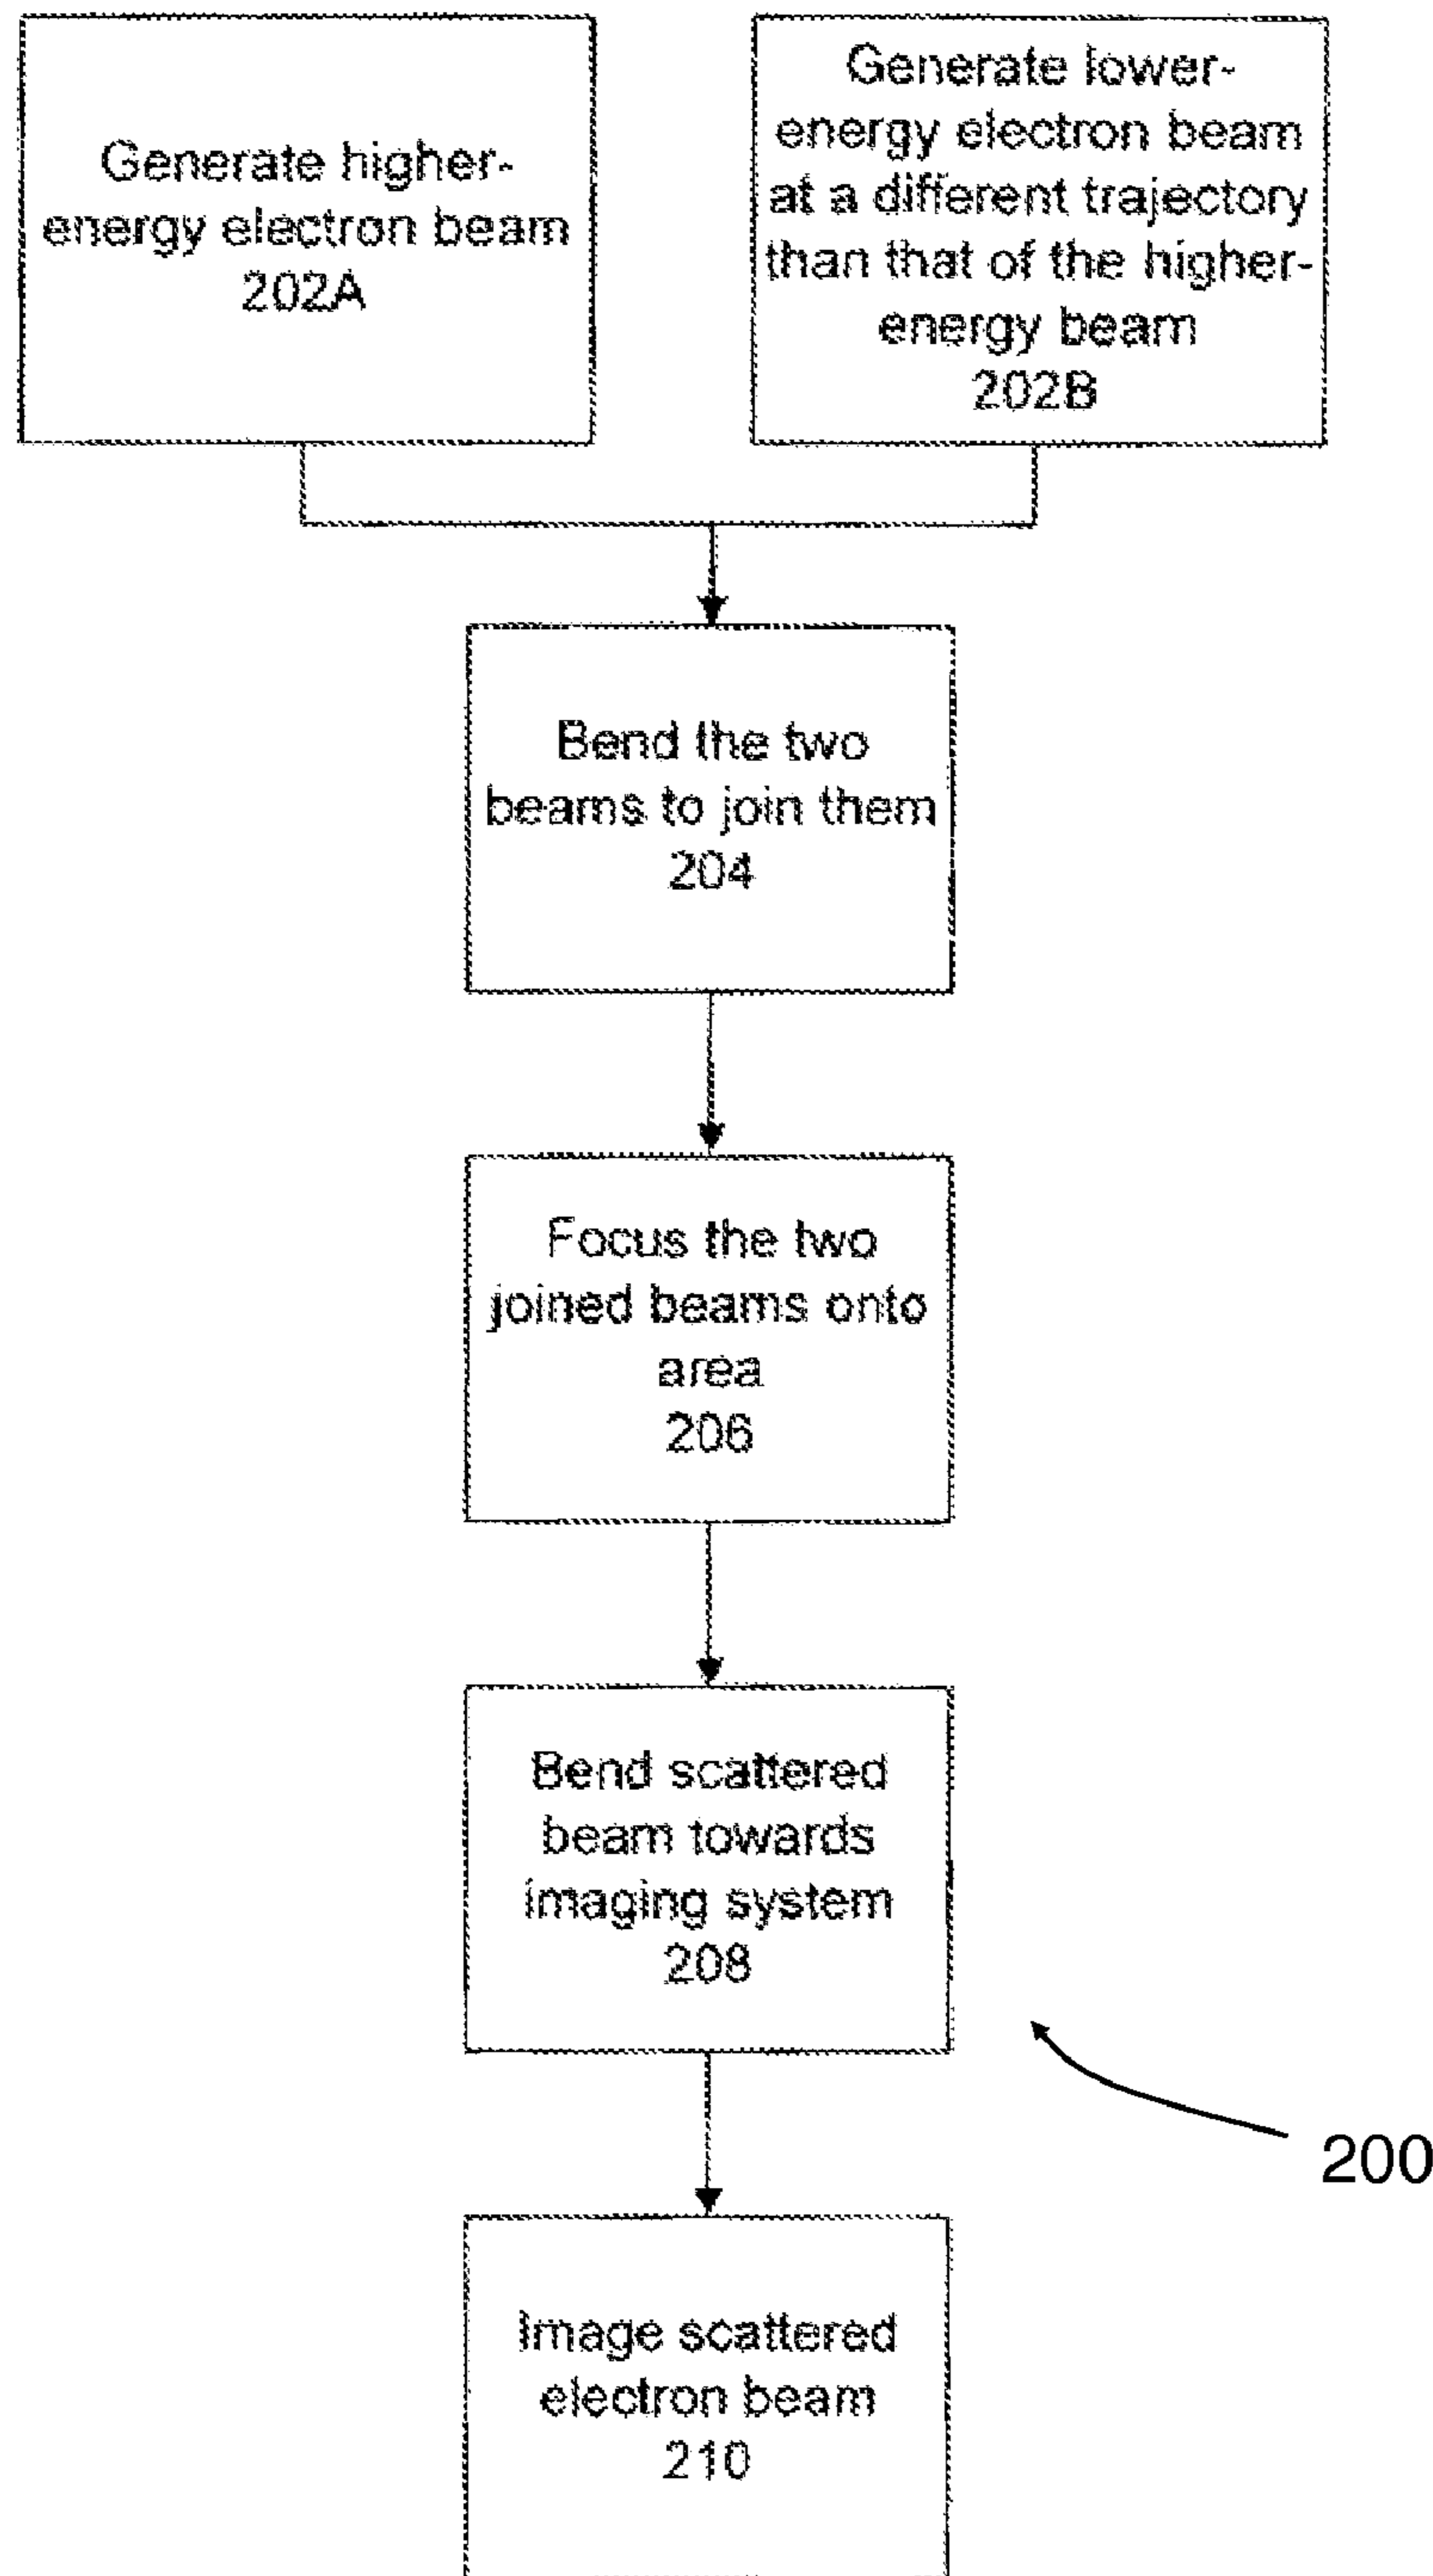 Generate higher-
energy electron beam
202A
Generate lower-
energy electron beam
at a different trajectory
than that of the higher-
energy beam
202B
Bend the two
beams to join them
204
Focus the two
joined beams onto
area
206
Bend scattered
beam towards
imaging system
208
200
Image scattered
electron beam
210